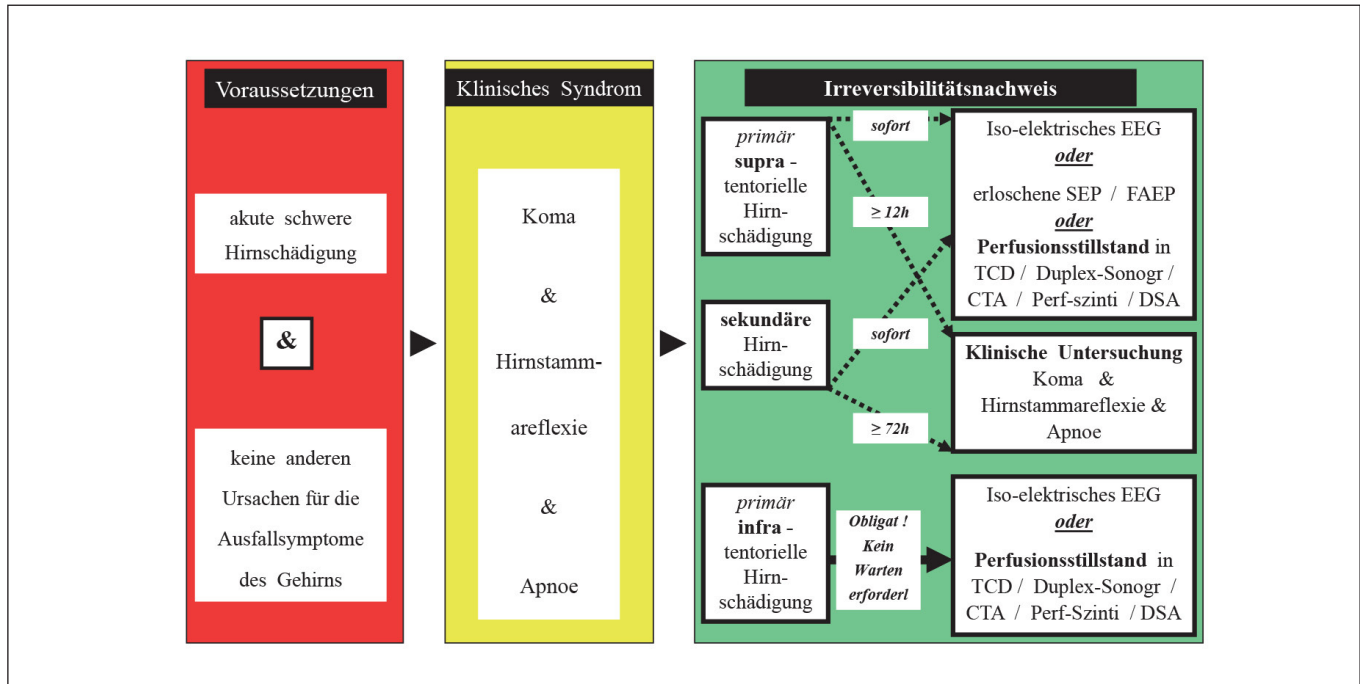 Voraussetzungen
akute schwere
Hirnschädigung
&
keine anderen
Ursachen für die
Ausfallsymptome
des Gehirns
Klinisches Syndrom
Koma
&
Hirnstamm-
areflexie
&
Apnoe
Irreversibilitätsnachweis
primär
supra -
tentorielle
Hirn-
schädigung
sofort
≥ 12h
Iso-elektrisches EEG
oder
erloschene SEP / FAEP
oder
Perfusionsstillstand in
TCD / Duplex-Sonogr /
CTA / Perf-szinti / DSA
sekundäre
Hirn-
schädigung
sofort
≥ 72h
Klinische Untersuchung
Koma &
Hirnstammareflexie &
Apnoe
primär
infra -
tentorielle
Hirn-
schädigung
Obligat !
Kein
Warten
erforderl
Iso-elektrisches EEG
oder
Perfusionsstillstand in
TCD / Duplex-Sonogr /
CTA / Perf-Szinti / DSA